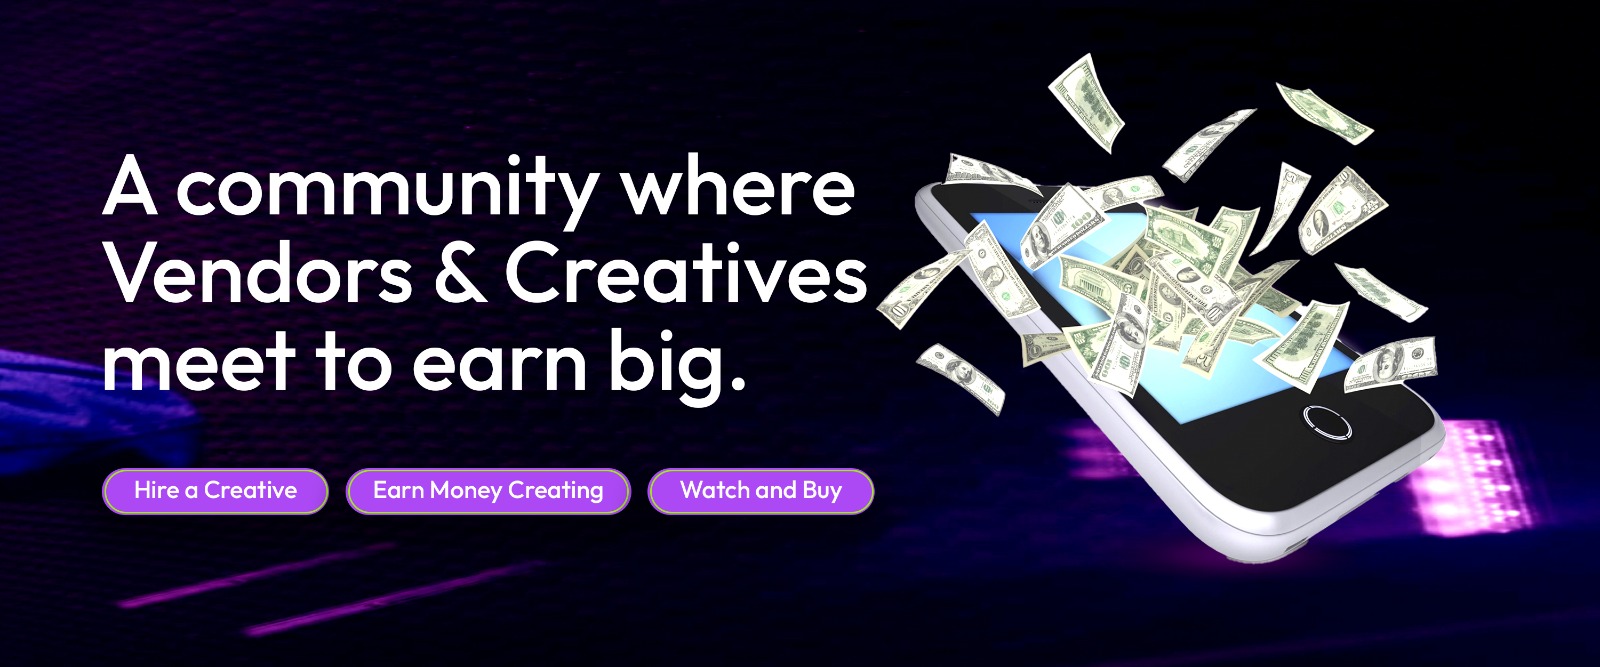 A community where
Vendors & Creatives
meet to earn big.
Hire a Creative
Earn Money Creating
Watch and Buy